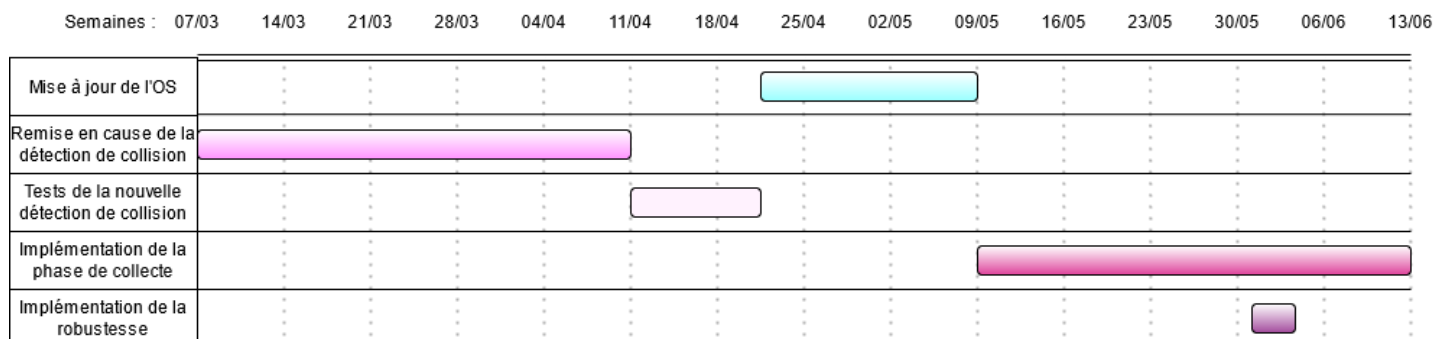 Semaines : 07/03 14/03 21/03 28/03 04/04 11/04 18/04 25/04 02/05 09/05 16/05 23/05 30/05 06/06 13/06
Mise à jour de l'OS
Remise en cause de la
détection de collision
Tests de la nouvelle
détection de collision
Implémentation de la
phase de collecte
Implémentation de la
robustesse